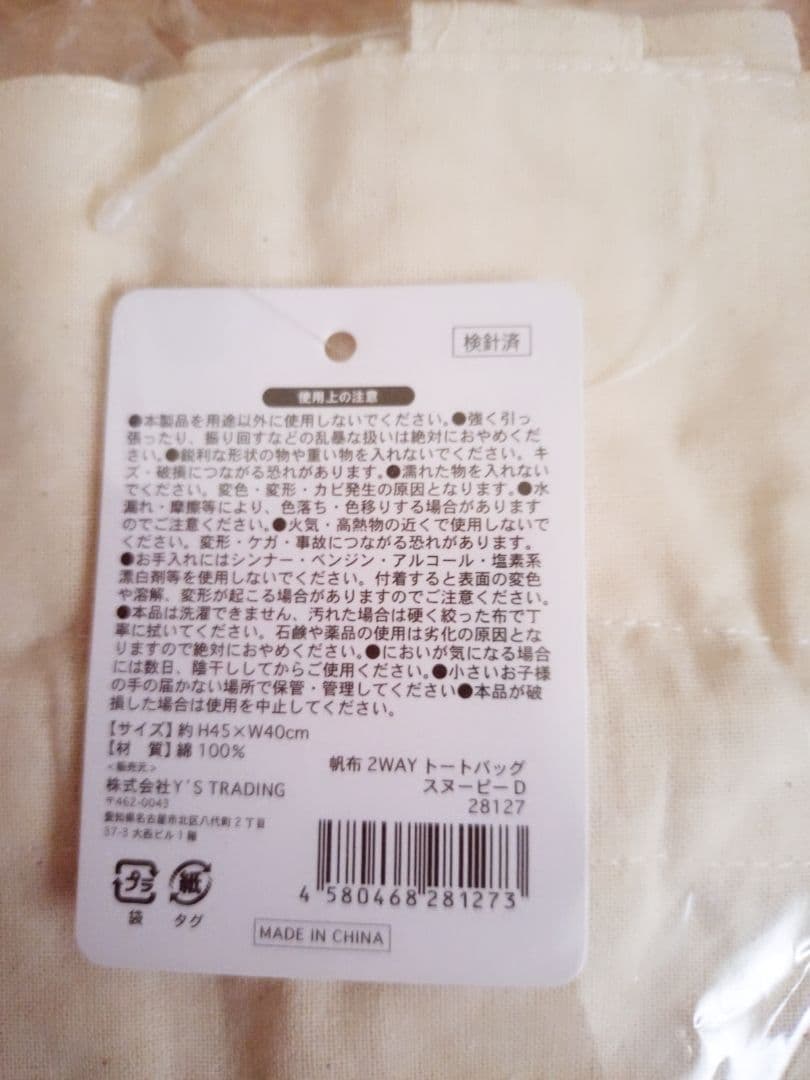 検針済
使用上の注意
●本製品を用途以外に使用しないでください。●強く引っ
張ったり、振り回すなどの乱暴な扱いは絶対におやめくだ
さい。●鋭利な形状の物や重い物を入れないでください。キ
ズ・破損につながる恐れがあります。●濡れた物を入れない
でください。変色・変形・カビ発生の原因となります。●水
漏れ・摩擦等により、色落ち・色移りする場合があります
のでご注意ください。●火気・高熱物の近くで使用しないで
ください。変形・ケガ・事故につながる恐れがあります。
●お手入れにはシンナー・ベンジン・アルコール・塩素系
漂白剤等を使用しないでください。付着すると表面の変色
や溶解、変形が起こる場合がありますのでご注意ください。
●本品は洗濯できません、汚れた場合は硬く絞った布で丁
寧に拭いてください。石鹸や薬品の使用は劣化の原因とな
りますので絶対におやめください。●においが気になる場合
には数日、陰干ししてからご使用ください。●小さいお子様
の手の届かない場所で保管・管理してください●本品が破
損した場合は使用を中止してください。
【サイズ】約 H45×W40cm
【材 質】綿 100%
<販売元>
株式会社Y'S TRADING
〒462-0043
愛知県名古屋市北区八代町2丁目
37-3 大西ビル1階
帆布 2WAY トートバッグ
スヌーピー D
28127
4 580468 281273
プラ
袋
紙
タグ
MADE IN CHINA